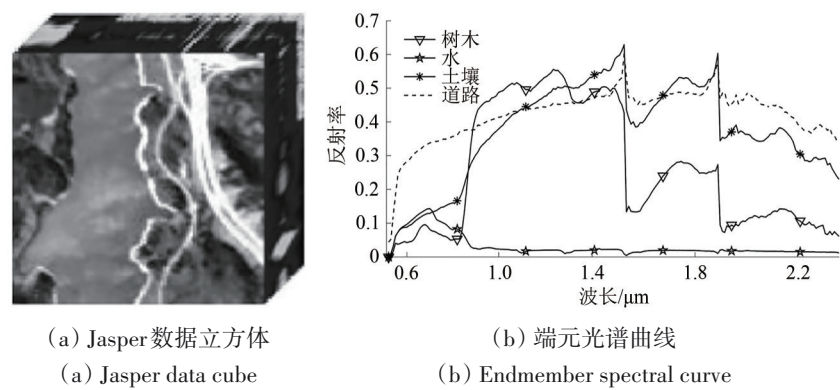 0.7
0.6
0.5
0.4
0.3
0.2
0.1
0
反射率
树木
水
土壤
道路
0.6 1.0 1.4 1.8 2.2
波长/μm
(a) Jasper数据立方体
(a) Jasper data cube
(b) 端元光谱曲线
(b) Endmember spectral curve